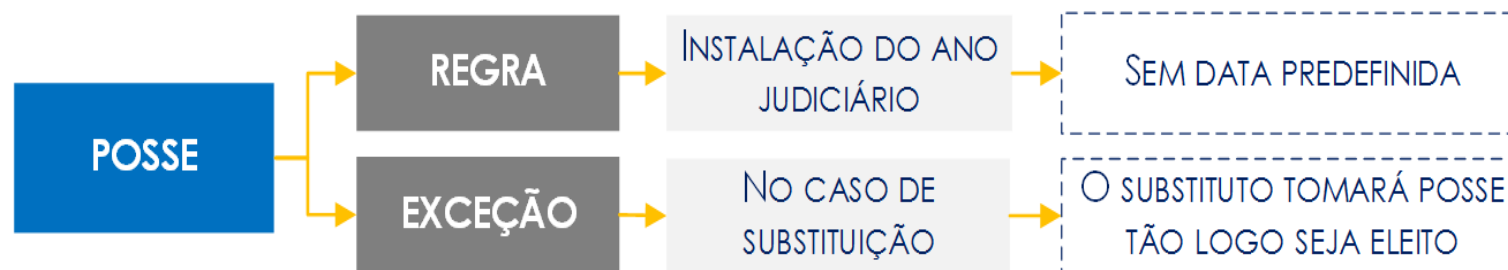 POSSE
REGRA
INSTALAÇÃO DO ANO
JUDICIÁRIO
SEM DATA PREDEFINIDA
EXCEÇÃO
NO CASO DE
SUBSTITUIÇÃO
O SUBSTITUTO TOMARÁ POSSE
TÃO LOGO SEJA ELEITO